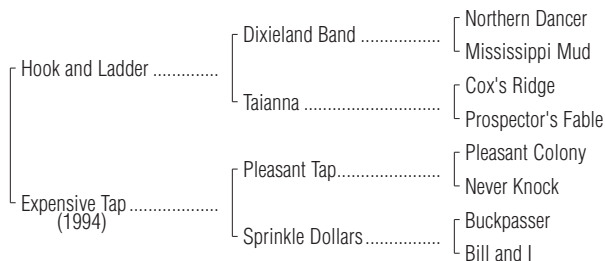 Northern Dancer
Dixieland Band ..................
Mississippi Mud
Hook and Ladder ..............
Cox's Ridge
Taianna ...............................
Prospector's Fable
Pleasant Colony
Pleasant Tap.......................
Never Knock
Expensive Tap ...................
(1994)
Buckpasser
Sprinkle Dollars.................
Bill and I